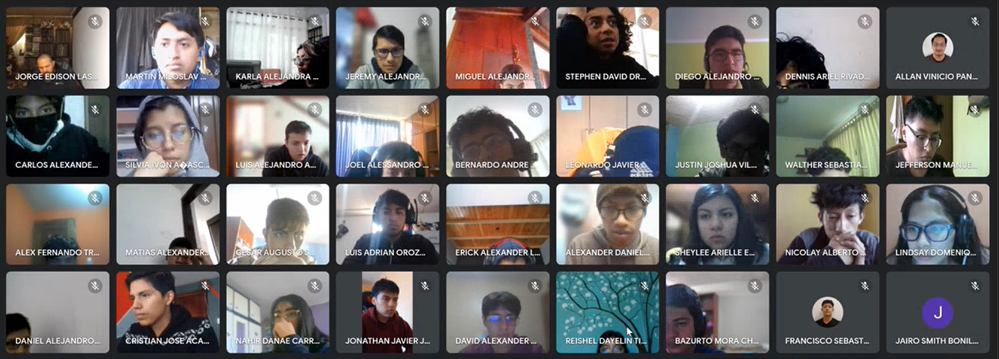 JORGE EDISON LAS...
MARTIN MILOSLAV ...
KARLA ALEJANDRA ...
JEREMY ALEJANDR...
MIGUEL ALEJANDR...
STEPHEN DAVID DR...
DIEGO ALEJANDRO ...
DENNIS ARIEL RIVAD...
ALLAN VINICIO PAN...
CARLOS ALEXANDE...
SILVIA IVON A�ASC...
LUIS ALEJANDRO A...
JOEL ALESSANDRO ...
BERNARDO ANDRE ...
LEONARDO JAVIER ...
JUSTIN JOSHUA VIL...
WALTHER SEBASTIA...
JEFFERSON MANUE...
ALEX FERNANDO TR...
MATIAS ALEXANDER...
CESAR AUGUSTO S...
LUIS ADRIAN OROZ...
ERICK ALEXANDER L...
ALEXANDER DANIEL...
SHEYLEE ARIELLE E...
NICOLAY ALBERTO ...
LINDSAY DOMENIQ...
DANIEL ALEJANDRO...
CRISTIAN JOSE ACA...
NAHIR DANAE CARR...
JONATHAN JAVIER J...
DAVID ALEXANDER ...
REISHEL DAYELIN TI...
BAZURTO MORA CH...
FRANCISCO SEBAST...
J
JAIRO SMITH BONIL...